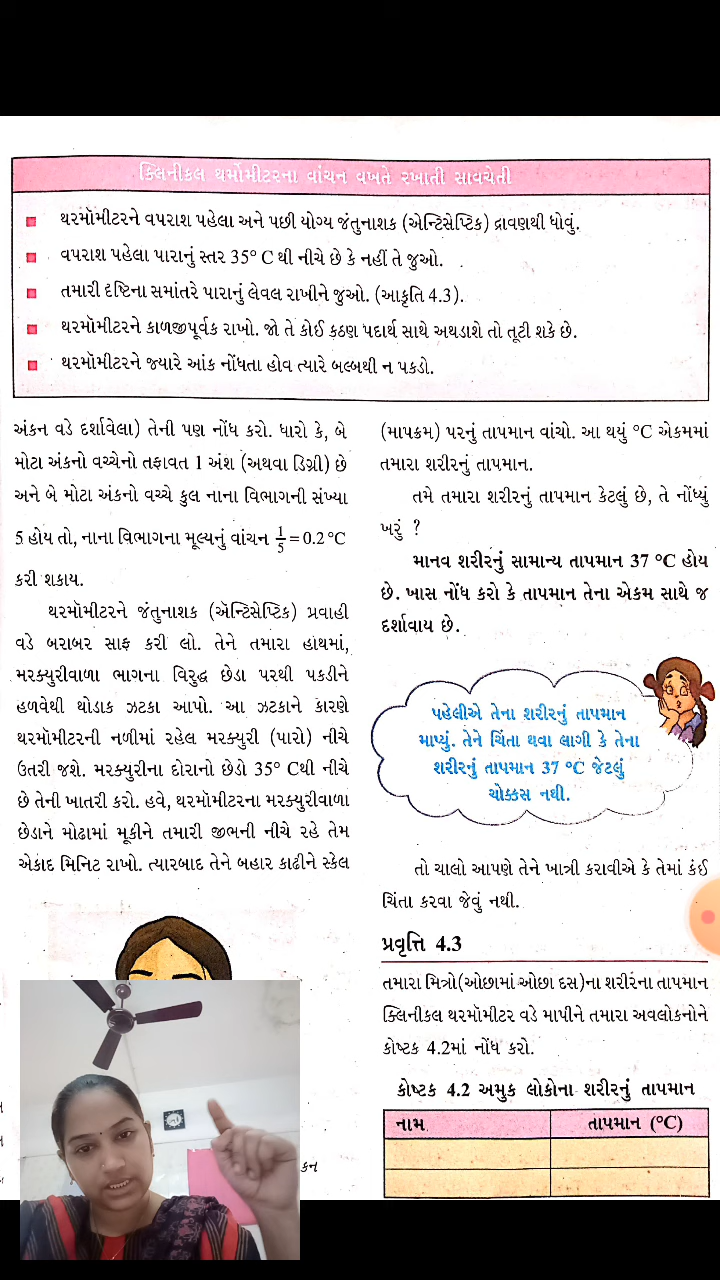 ક્લિનીકલ થર્મોમીટરના વાંચન વખતે રખાતી સાવચેતી
થરમૉમીટરને વપરાશ પહેલા અને પછી યોગ્ય જંતુનાશક (એન્ટિસેપ્ટિક) દ્રાવણથી ધોવું.
વપરાશ પહેલા પારાનું સ્તર 35° C થી નીચે છે કે નહીં તે જુઓ.
તમારી દૃષ્ટિના સમાંતરે પારાનું લેવલ રાખીને જુઓ. (આકૃતિ 4.3).
થરમૉમીટરને કાળજીપૂર્વક રાખો. જો તે કોઈ કઠણ પદાર્થ સાથે અથડાશે તો તૂટી શકે છે.
થરમૉમીટરને જ્યારે આંક નોંધતા હોવ ત્યારે બલ્બથી ન પકડો.
અંકન વડે દર્શાવેલા) તેની પણ નોંધ કરો. ધારો કે, બે
મોટા અંકનો વચ્ચેનો તફાવત 1 અંશ (અથવા ડિગ્રી) છે
અને બે મોટા અંકનો વચ્ચે કુલ નાના વિભાગની સંખ્યા
5 હોય તો, નાના વિભાગના મૂલ્યનું વાંચન 1/5 = 0.2 °C
કરી શકાય.
થરમૉમીટરને જંતુનાશક (ઍન્ટિસેપ્ટિક) પ્રવાહી
વડે બરાબર સાફ કરી લો. તેને તમારા હાથમાં,
મરક્યુરીવાળા ભાગના વિરુદ્ધ છેડા પરથી પકડીને
હળવેથી થોડાક ઝટકા આપો. આ ઝટકાને કારણે
થરમૉમીટરની નળીમાં રહેલ મરક્યુરી (પારો) નીચે
ઉતરી જશે. મરક્યુરીના દોરાનો છેડો 35° Cથી નીચે
છે તેની ખાતરી કરો. હવે, થરમૉમીટરના મરક્યુરીવાળા
છેડાને મોઢામાં મૂકીને તમારી જીભની નીચે રહે તેમ
એકાદ મિનિટ રાખો. ત્યારબાદ તેને બહાર કાઢીને સ્કેલ
(માપક્રમ) પરનું તાપમાન વાંચો. આ થયું °C એકમમાં
તમારા શરીરનું તાપમાન.
તમે તમારા શરીરનું તાપમાન કેટલું છે, તે નોંધ્યું
ખરું ?
માનવ શરીરનું સામાન્ય તાપમાન 37 °C હોય
છે. ખાસ નોંધ કરો કે તાપમાન તેના એકમ સાથે જ
દર્શાવાય છે.
પહેલીએ તેના શરીરનું તાપમાન
માપ્યું. તેને ચિંતા થવા લાગી કે તેના
શરીરનું તાપમાન 37 °C જેટલું
ચોક્કસ નથી.
તો ચાલો આપણે તેને ખાત્રી કરાવીએ કે તેમાં કંઈ
ચિંતા કરવા જેવું નથી.
પ્રવૃત્તિ 4.3
તમારા મિત્રો(ઓછામાં ઓછા દસ)ના શરીરના તાપમાન
ક્લિનીકલ થરમૉમીટર વડે માપીને તમારા અવલોકનોને
કોષ્ટક 4.2માં નોંધ કરો.
કોષ્ટક 4.2 અમુક લોકોના શરીરનું તાપમાન
નામ
તાપમાન (°C)
કન